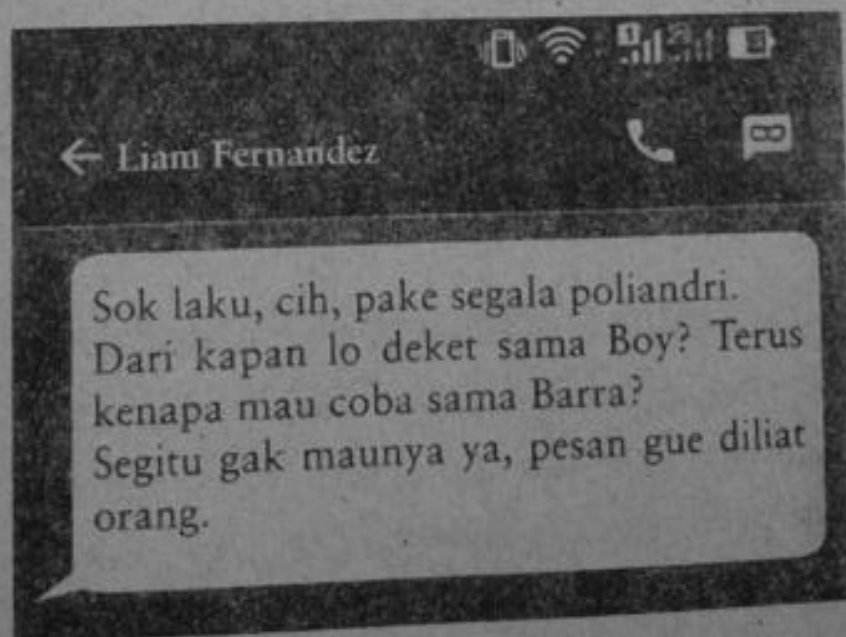 Liam Fernandez
Sok laku, cih, pake segala poliandri.
Dari kapan lo deket sama Boy? Terus
kenapa mau coba sama Barra?
Segitu gak maunya ya, pesan gue diliat
orang.